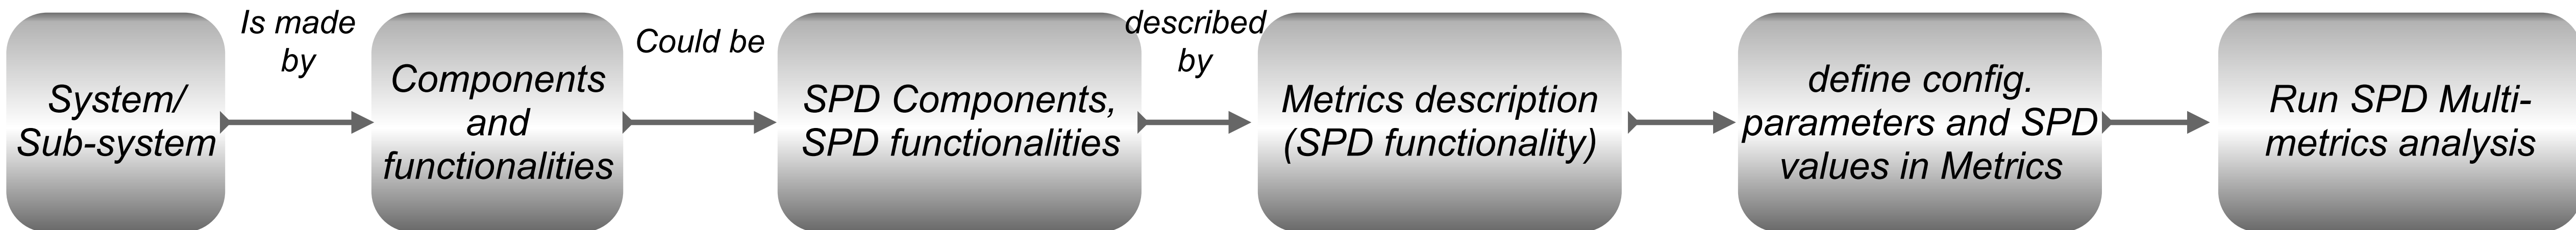 System/
Sub-system
Is made
by
Components
and
functionalities
Could be
SPD Components,
SPD functionalities
described
by
Metrics description
(SPD functionality)
define config.
parameters and SPD
values in Metrics
Run SPD Multi-
metrics analysis